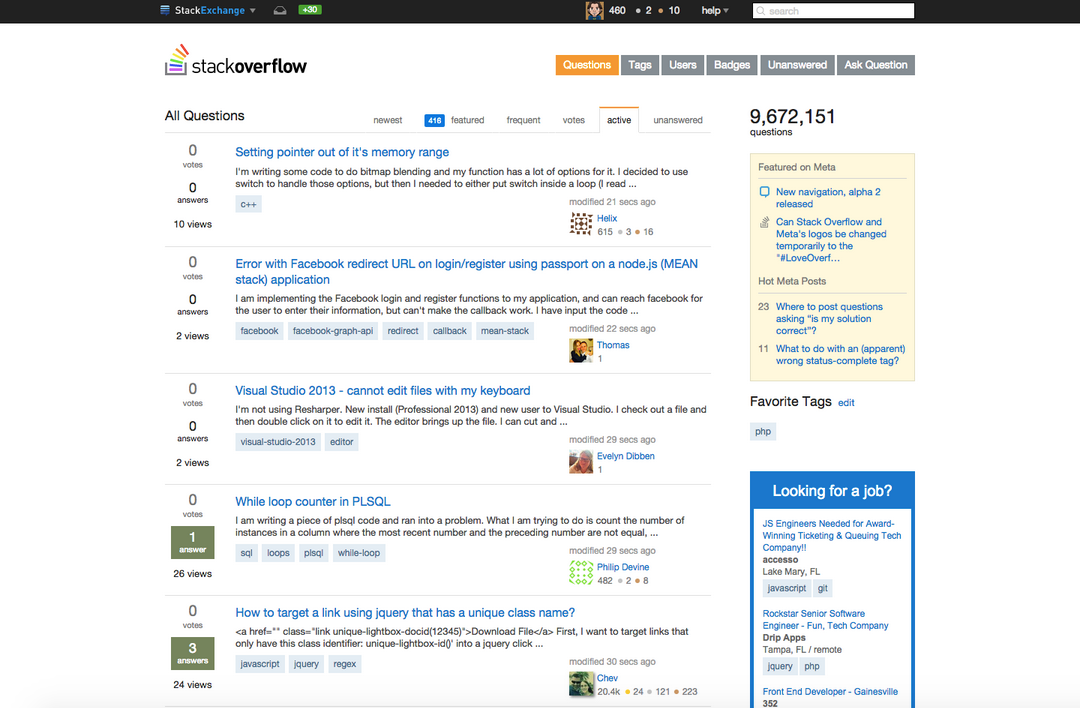 StackExchange
+30
460 2 10 help
search
stackoverflow
Questions Tags Users Badges Unanswered Ask Question
All Questions
newest 416 featured frequent votes active unanswered
0
votes
0
answers
10 views
Setting pointer out of it's memory range
I'm writing some code to do bitmap blending and my function has a lot of options for it. I decided to use
switch to handle those options, but then I needed to either put switch inside a loop (I read ...
c++
modified 21 secs ago
Helix
615 3 16
0
votes
0
answers
2 views
Error with Facebook redirect URL on login/register using passport on a node.js (MEAN
stack) application
I am implementing the Facebook login and register functions to my application, and can reach facebook for
the user to enter their information, but can't make the callback work. I have input the code ...
facebook facebook-graph-api redirect callback mean-stack
modified 22 secs ago
Thomas
1
0
votes
0
answers
2 views
Visual Studio 2013 - cannot edit files with my keyboard
I'm not using Resharper. New install (Professional 2013) and new user to Visual Studio. I check out a file and
then double click on it to edit it. The editor brings up the file. I can cut and ...
visual-studio-2013 editor
modified 29 secs ago
Evelyn Dibben
1
0
votes
1
answer
26 views
While loop counter in PLSQL
I am writing a piece of plsql code and ran into a problem. What I am trying to do is count the number of
instances in a column where the most recent number and the preceding number are not equal, ...
sql loops plsql while-loop
modified 29 secs ago
Philip Devine
482 2 8
0
votes
3
answers
24 views
How to target a link using jquery that has a unique class name?
<a href="" class="link unique-lightbox-docid(12345)">Download File</a> First, I want to target links that
only have this class identifier: unique-lightbox-id()' into a jquery click ...
javascript jquery regex
modified 30 secs ago
Chev
20.4k 24 121 223
9,672,151
questions
Featured on Meta
New navigation, alpha 2
released
Can Stack Overflow and
Meta's logos be changed
temporarily to the
"#LoveOverf...
Hot Meta Posts
23 Where to post questions
asking "is my solution
correct"?
11 What to do with an (apparent)
wrong status-complete tag?
Favorite Tags edit
php
Looking for a job?
JS Engineers Needed for Award-
Winning Ticketing & Queuing Tech
Company!!
accesso
Lake Mary, FL
javascript git
Rockstar Senior Software
Engineer - Fun, Tech Company
Drip Apps
Tampa, FL / remote
jquery php
Front End Developer - Gainesville
352